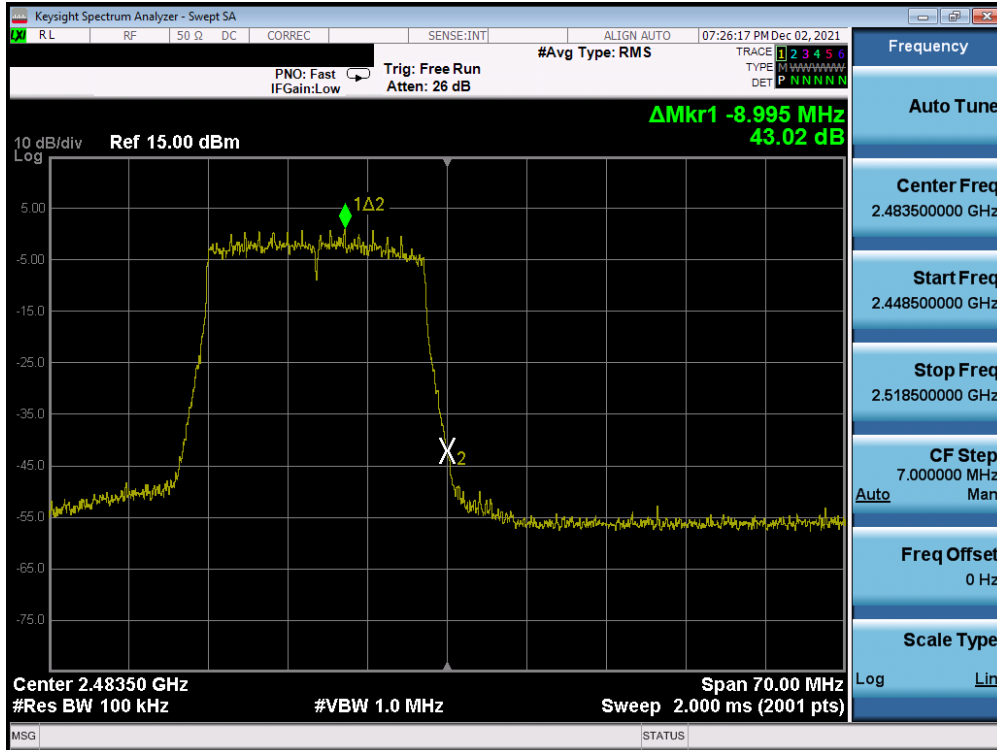 Keysight Spectrum Analyzer - Swept SA
LXI RL RF 50 Ω DC CORREC SENSE:INT ALIGN AUTO 07:26:17 PM Dec 02, 2021
PNO: Fast
IFGain:Low
Trig: Free Run
Atten: 26 dB
#Avg Type: RMS
TRACE 1 2 3 4 5 6
TYPE M WWWWW
DET P N N N N N
ΔMkr1 -8.995 MHz
43.02 dB
10 dB/div
Log
Ref 15.00 dBm
5.00
-5.00
-15.0
-25.0
-35.0
-45.0
-55.0
-65.0
-75.0
1Δ2
X2
Center 2.48350 GHz
#Res BW 100 kHz
#VBW 1.0 MHz
Span 70.00 MHz
Sweep 2.000 ms (2001 pts)
MSG
STATUS
Frequency
Auto Tune
Center Freq
2.483500000 GHz
Start Freq
2.448500000 GHz
Stop Freq
2.518500000 GHz
CF Step
7.000000 MHz
Auto Man
Freq Offset
0 Hz
Scale Type
Log Lin